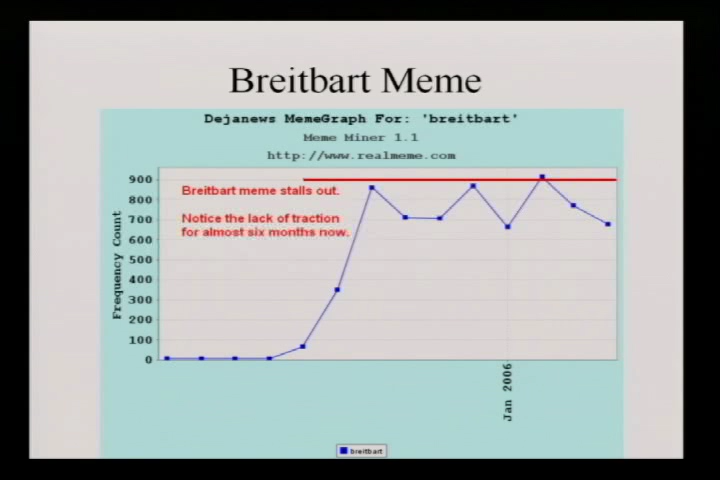 Breitbart Meme
Dejanews MemeGraph For: 'breitbart'
Meme Miner 1.1
http://www.realmeme.com
Breitbart meme stalls out.
Notice the lack of traction
for almost six months now.
Frequency Count
900
800
700
600
500
400
300
200
100
0
Jan 2006
breitbart